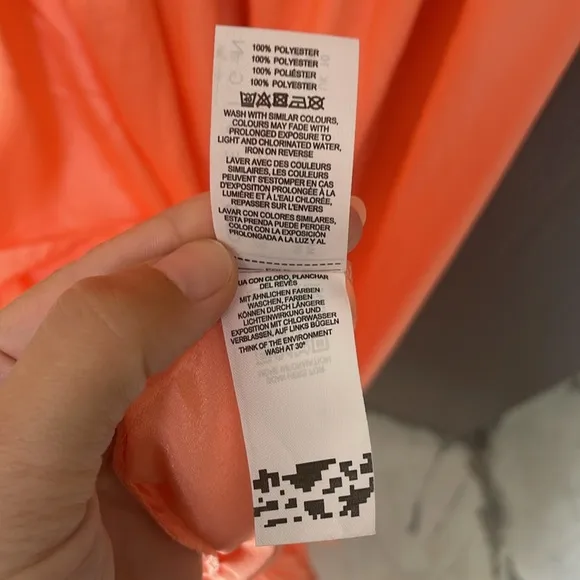 100% POLYESTER
100% POLYESTER
100% POLIÉSTER
100% POLYESTER
WASH WITH SIMILAR COLOURS,
COLOURS MAY FADE WITH
PROLONGED EXPOSURE TO
LIGHT AND CHLORINATED WATER,
IRON ON REVERSE
LAVER AVEC DES COULEURS
SIMILAIRES, LES COULEURS
PEUVENT S'ESTOMPER EN CAS
D'EXPOSITION PROLONGÉE À LA
LUMIÈRE ET À L'EAU CHLORÉE,
REPASSER SUR L'ENVERS
LAVAR CON COLORES SIMILARES,
ESTA PRENDA PUEDE PERDER
COLOR CON LA EXPOSICIÓN
PROLONGADA A LA LUZ Y AL
UA CON CLORO, PLANCHAR
DEL REVÉS
MIT ÄHNLICHEN FARBEN
WASCHEN, FARBEN
KÖNNEN DURCH LÄNGERE
LICHTEINWIRKUNG UND
EXPOSITION MIT CHLORWASSER
VERBLASSEN, AUF LINKS BÜGELN
THINK OF THE ENVIRONMENT
WASH AT 30°